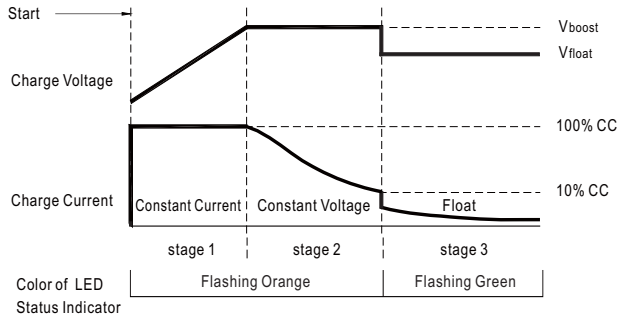 Start
Vboost
Vfloat
Charge Voltage
100% CC
10% CC
Charge Current
Constant Current
Constant Voltage
Float
stage 1
stage 2
stage 3
Color of LED
Status Indicator
Flashing Orange
Flashing Green